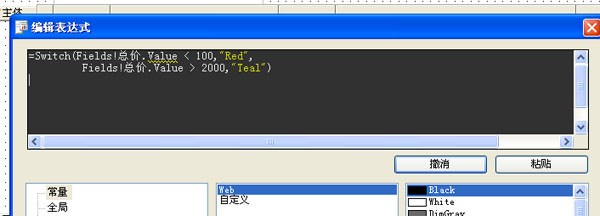 主体
编辑表达式
=Switch(Fields!总价.Value < 100,"Red",
Fields!总价.Value > 2000,"Teal")
撤消
粘贴
常量
全局
Web
自定义
Black
White
DimGray